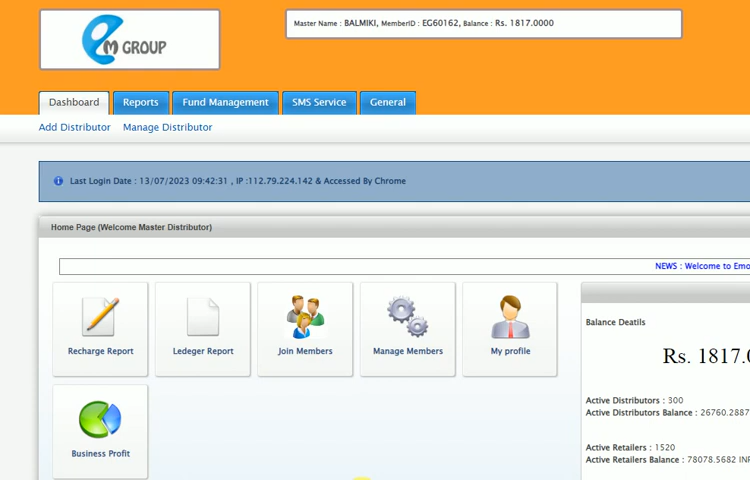 em GROUP
Master Name : BALMIKI, MemberID : EG60162, Balance : Rs. 1817.0000
Dashboard Reports Fund Management SMS Service General
Add Distributor Manage Distributor
Last Login Date : 13/07/2023 09:42:31 , IP :112.79.224.142 & Accessed By Chrome
Home Page (Welcome Master Distributor)
NEWS : Welcome to
Recharge Report Ledeger Report Join Members Manage Members My profile
Balance Deatils
Rs. 1817.
Active Distributors : 300
Active Distributors Balance : 26760.2887
Active Retailers : 1520
Active Retailers Balance : 78078.5682 INR
Business Profit